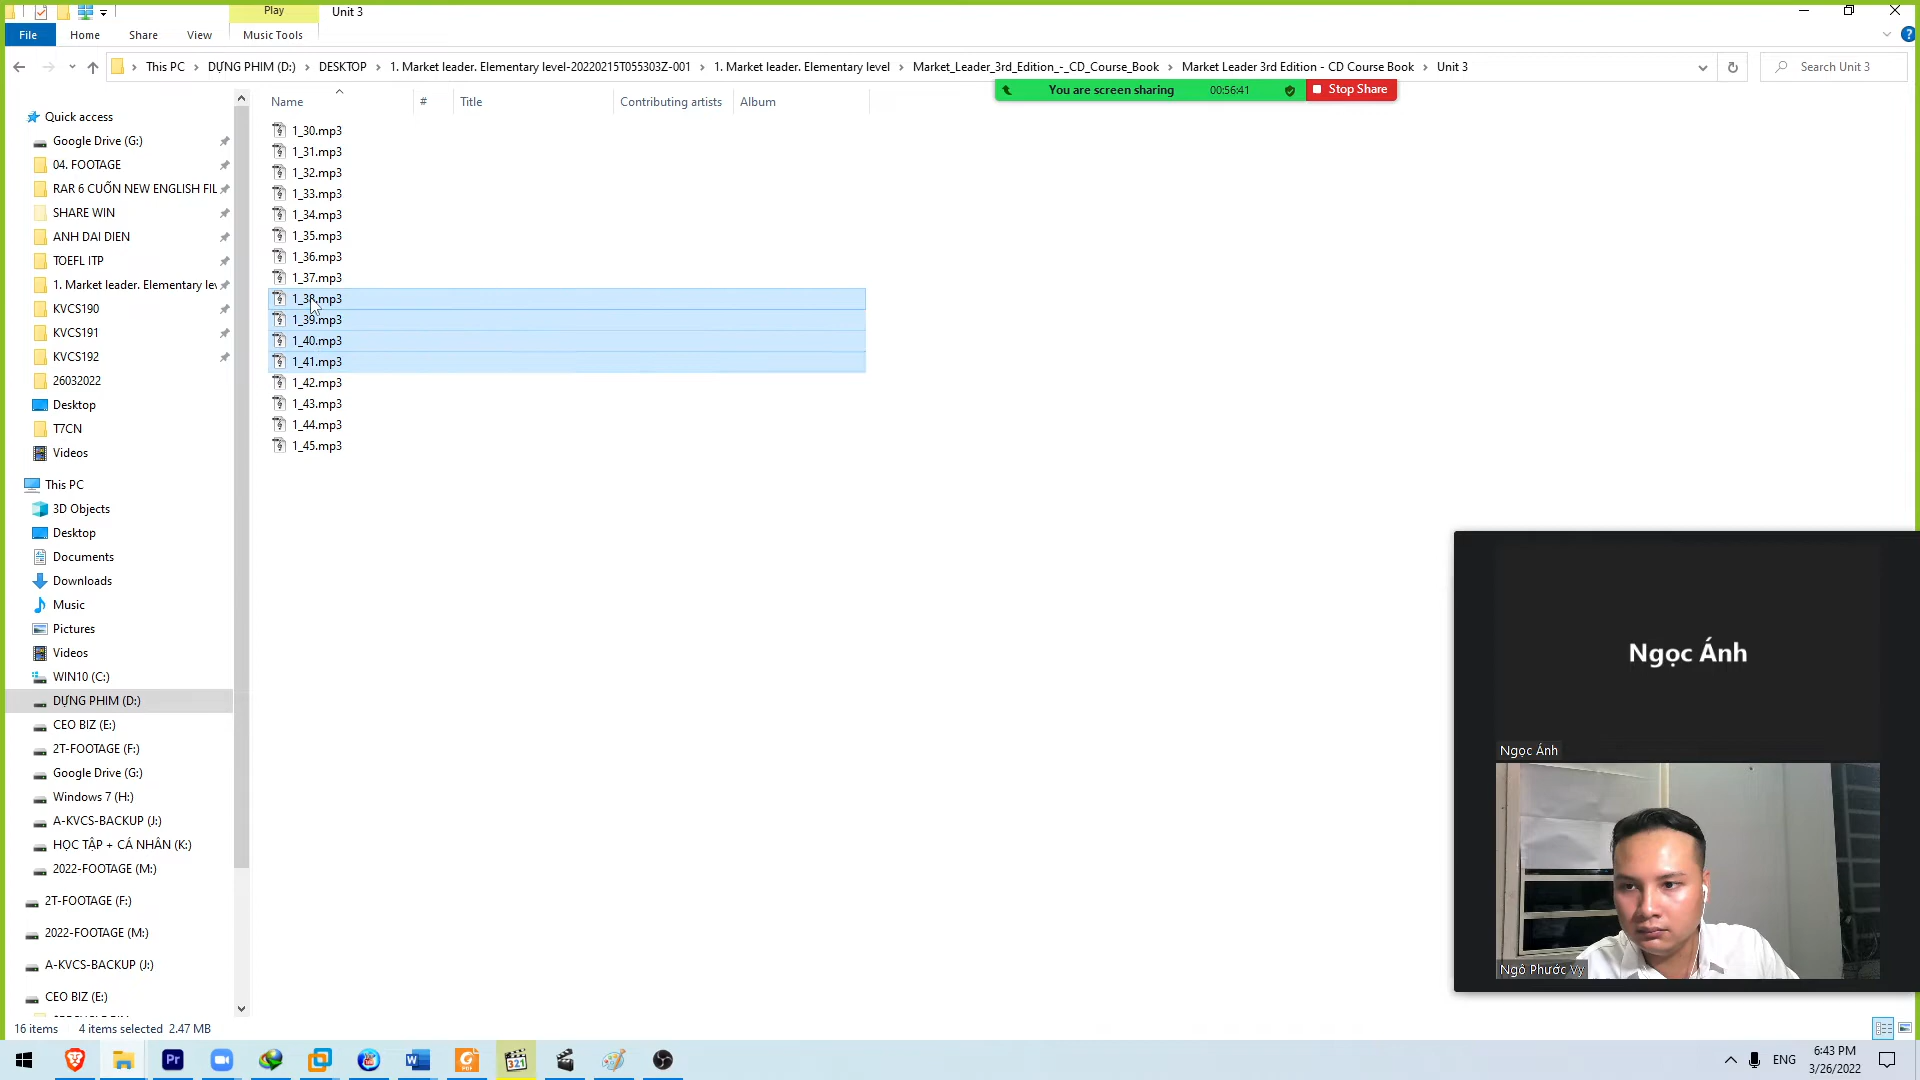 Play
Unit 3
File
Home
Share
View
Music Tools
This PC
DỰNG PHIM (D:)
DESKTOP
1. Market leader. Elementary level-20220215T055303Z-001
1. Market leader. Elementary level
Market_Leader_3rd_Edition_-_CD_Course_Book
Market Leader 3rd Edition - CD Course Book
Unit 3
Search Unit 3
You are screen sharing
00:56:41
Stop Share
Name
#
Title
Contributing artists
Album
Quick access
Google Drive (G:)
04. FOOTAGE
RAR 6 CUỐN NEW ENGLISH FIL
SHARE WIN
ANH DAI DIEN
TOEFL ITP
1. Market leader. Elementary lev
KVCS190
KVCS191
KVCS192
26032022
Desktop
T7CN
Videos
This PC
3D Objects
Desktop
Documents
Downloads
Music
Pictures
Videos
WIN10 (C:)
DỰNG PHIM (D:)
CEO BIZ (E:)
2T-FOOTAGE (F:)
Google Drive (G:)
Windows 7 (H:)
A-KVCS-BACKUP (J:)
HỌC TẬP + CÁ NHÂN (K:)
2022-FOOTAGE (M:)
2T-FOOTAGE (F:)
2022-FOOTAGE (M:)
A-KVCS-BACKUP (J:)
CEO BIZ (E:)
1_30.mp3
1_31.mp3
1_32.mp3
1_33.mp3
1_34.mp3
1_35.mp3
1_36.mp3
1_37.mp3
1_38.mp3
1_39.mp3
1_40.mp3
1_41.mp3
1_42.mp3
1_43.mp3
1_44.mp3
1_45.mp3
Ngọc Ánh
Ngọc Ánh
Ngô Phước Vy
16 items
4 items selected 2.47 MB
Pr
321
ENG
6:43 PM
3/26/2022